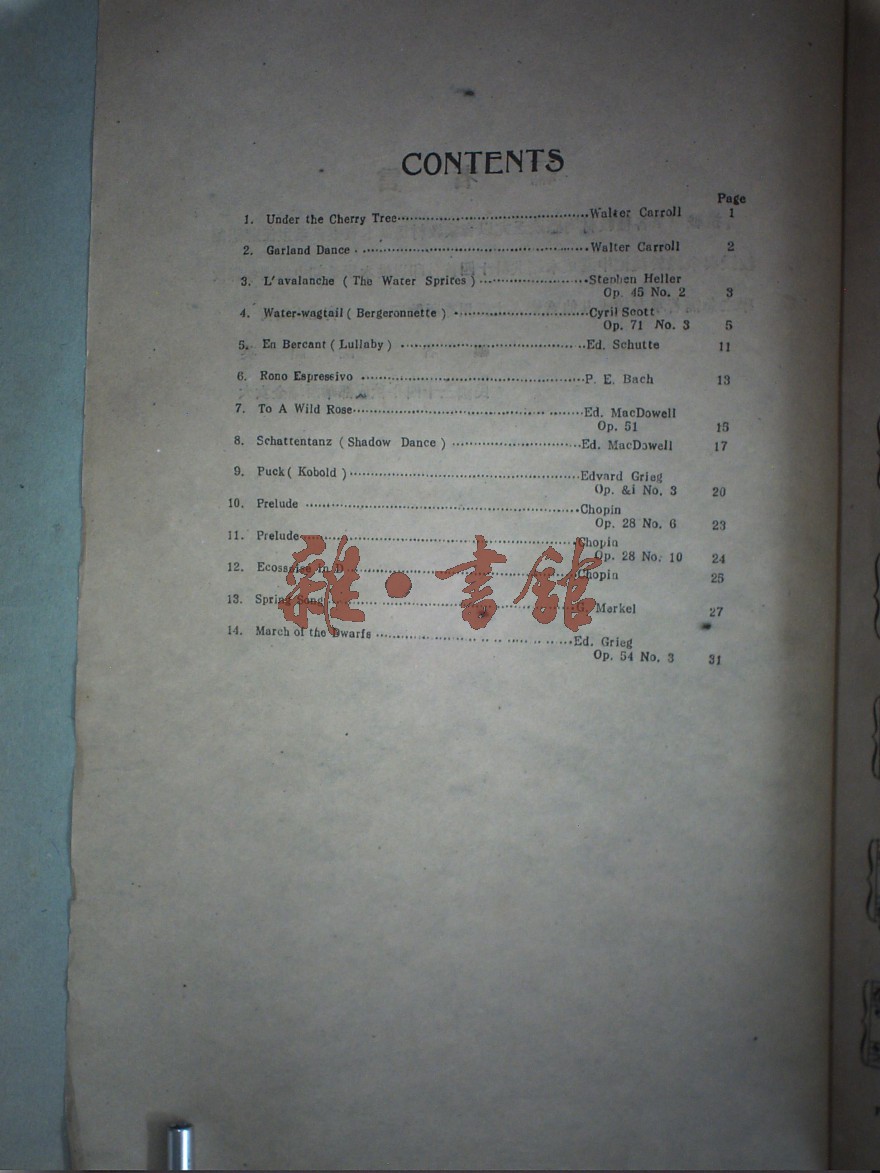 CONTENTS
Page
1. Under the Cherry Tree Walter Carroll 1
2. Garland Dance Walter Carroll 2
3. L'avalanche ( The Water Sprites ) Stephen Heller
Op. 45 No. 2 3
4. Water-wagtail ( Bergeronnette ) Cyril Scott
Op. 71 No. 3 5
5. En Bercant ( Lullaby ) Ed. Schutte 11
6. Rono Espressivo P. E. Bach 13
7. To A Wild Rose Ed. MacDowell
Op. 51 15
8. Schattentanz ( Shadow Dance ) Ed. MacDowell 17
9. Puck ( Kobold ) Edvard Grieg
Op. &i No. 3 20
10. Prelude Chopin
Op. 28 No. 6 23
11. Prelude Chopin
Op. 28 No. 10 24
12. Ecossaise in D Chopin 25
13. Spring Song G. Merkel 27
14. March of the Dwarfs Ed. Grieg
Op. 54 No. 3 31
雜·書館